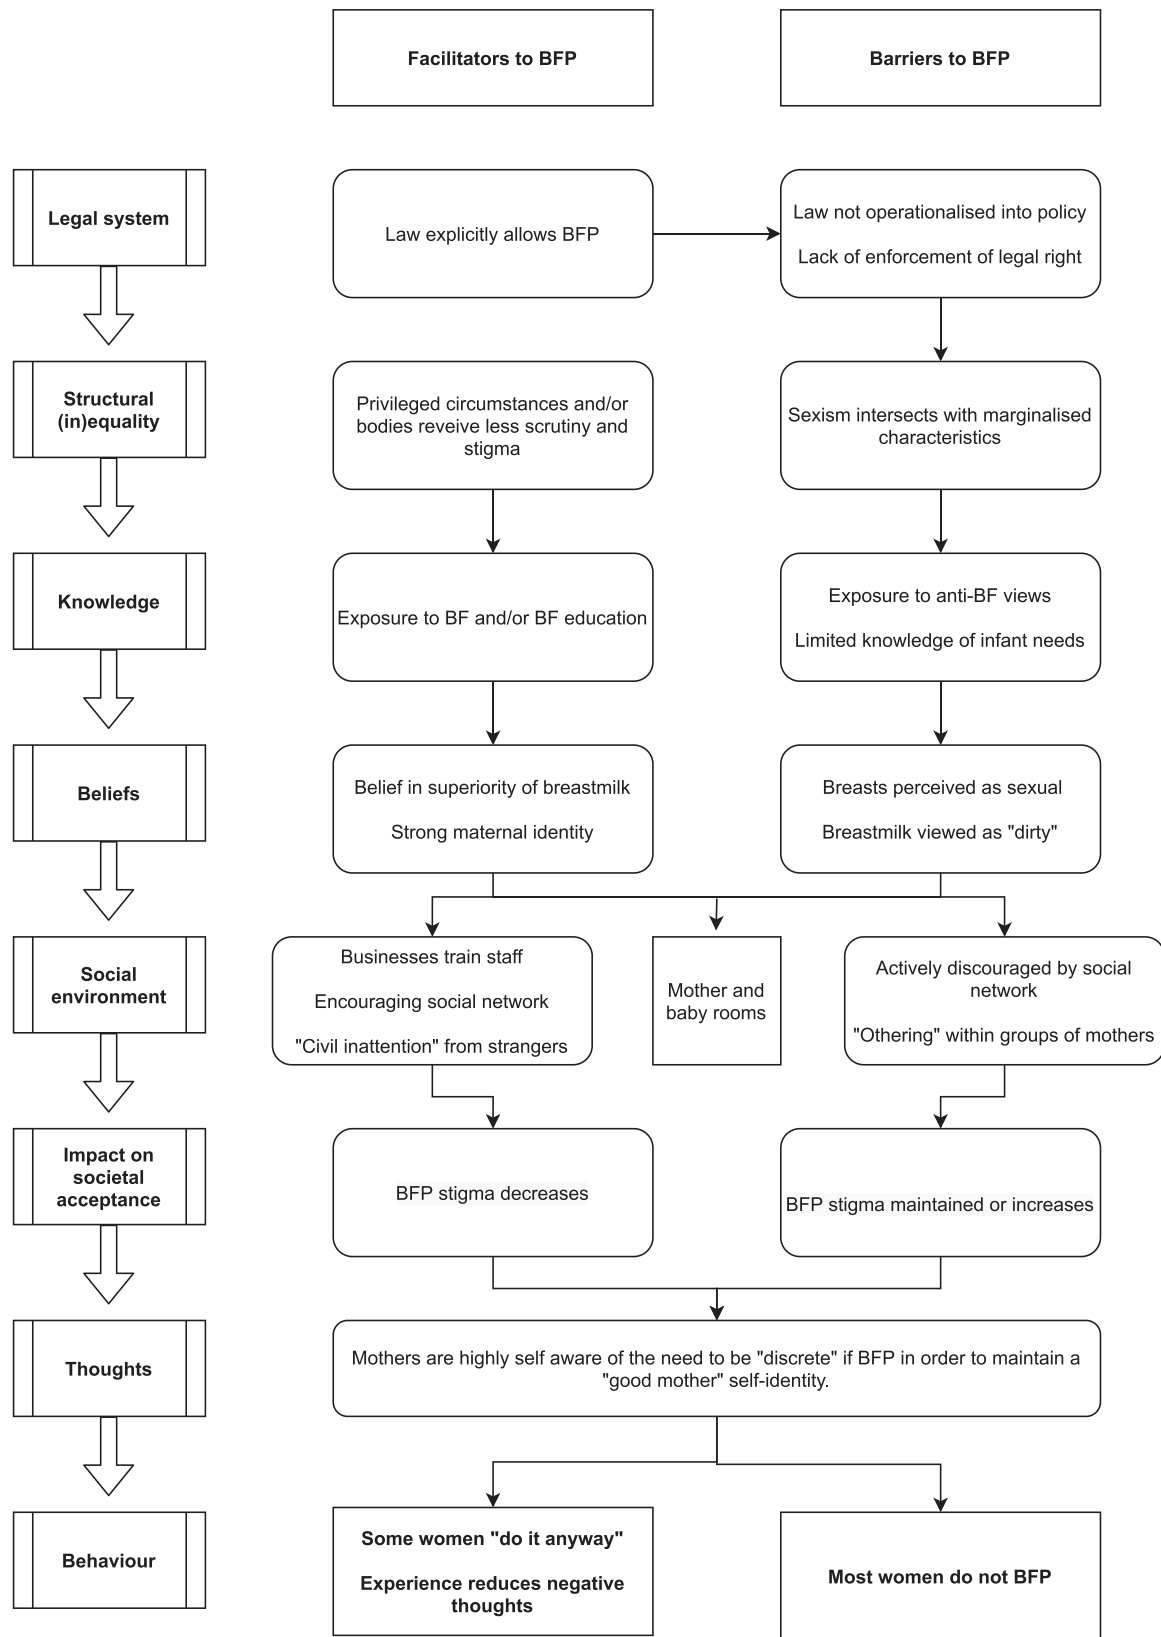 Facilitators to BFP
Barriers to BFP
Legal system
Law explicitly allows BFP
Law not operationalised into policy
Lack of enforcement of legal right
Structural
(in)equality
Privileged circumstances and/or
bodies reveive less scrutiny and
stigma
Sexism intersects with marginalised
characteristics
Knowledge
Exposure to BF and/or BF education
Exposure to anti-BF views
Limited knowledge of infant needs
Beliefs
Belief in superiority of breastmilk
Strong maternal identity
Breasts perceived as sexual
Breastmilk viewed as "dirty"
Social
environment
Businesses train staff
Encouraging social network
"Civil inattention" from strangers
Mother and
baby rooms
Actively discouraged by social
network
"Othering" within groups of mothers
Impact on
societal
acceptance
BFP stigma decreases
BFP stigma maintained or increases
Thoughts
Mothers are highly self aware of the need to be "discrete" if BFP in order to maintain a
"good mother" self-identity.
Behaviour
Some women "do it anyway"
Experience reduces negative
thoughts
Most women do not BFP